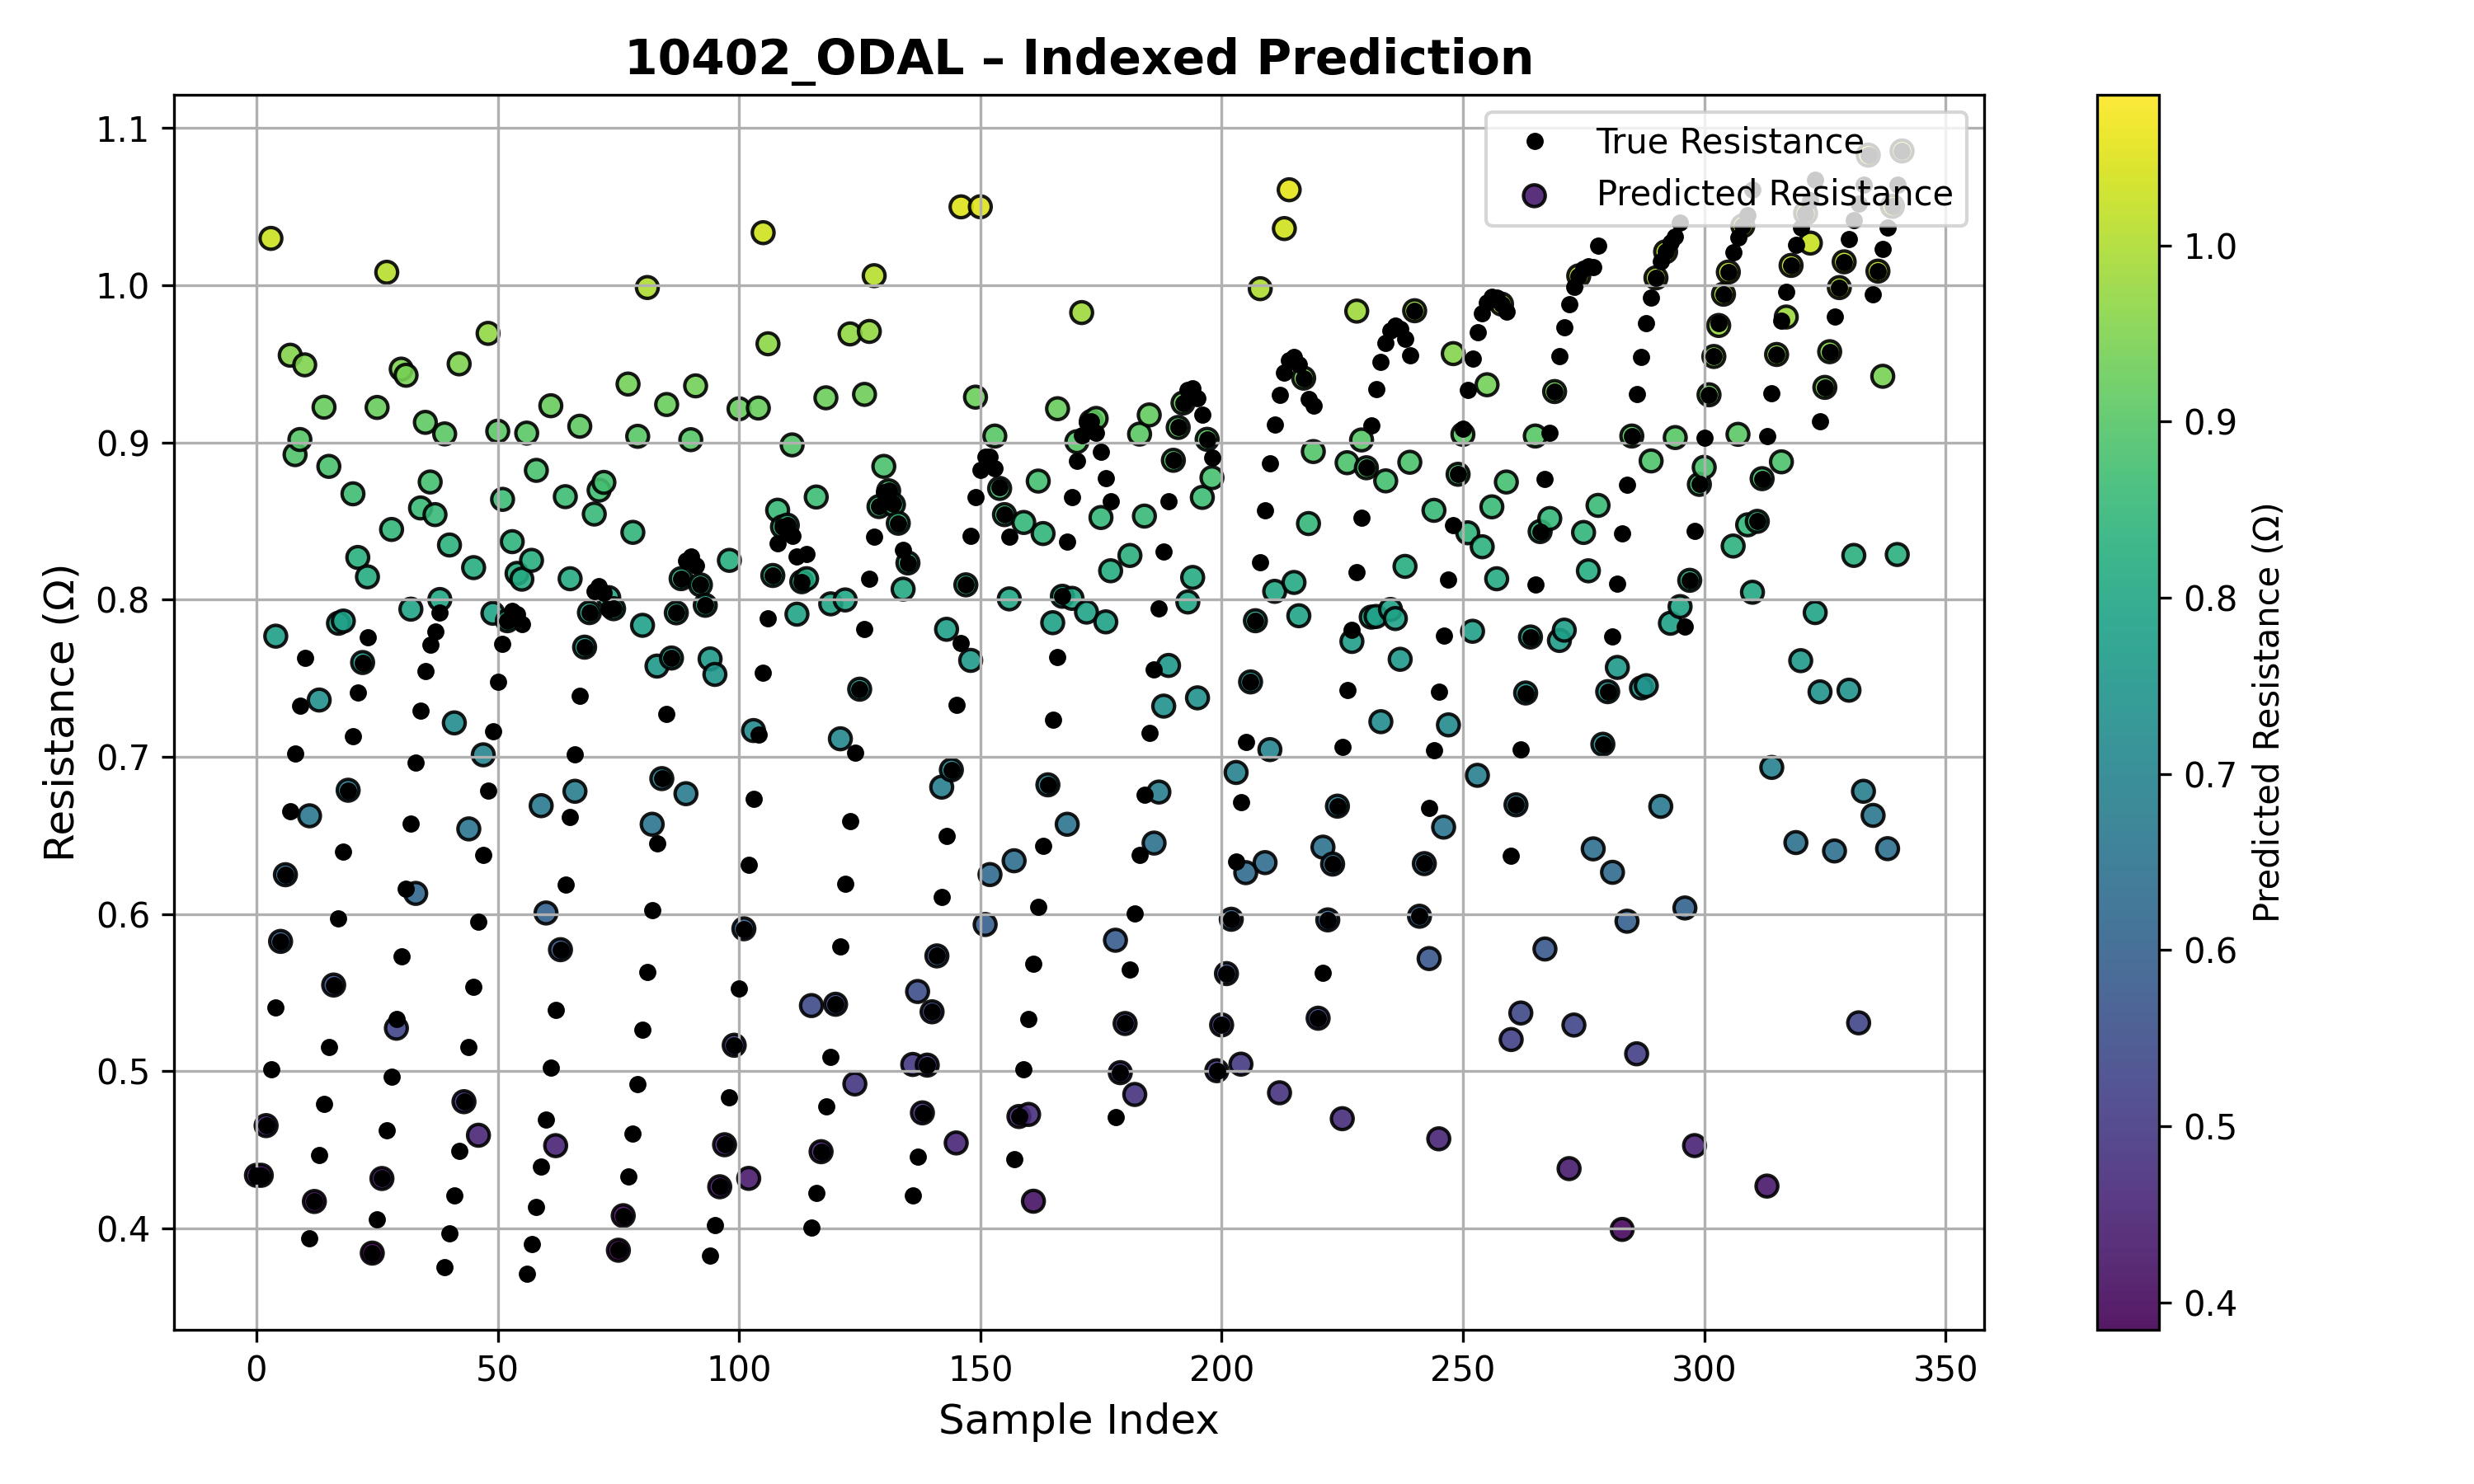 10402_ODAL – Indexed Prediction
True Resistance
Predicted Resistance
Resistance (Ω)
1.1
1.0
0.9
0.8
0.7
0.6
0.5
0.4
0 50 100 150 200 250 300 350
Sample Index
1.0
0.9
0.8
0.7
0.6
0.5
0.4
Predicted Resistance (Ω)